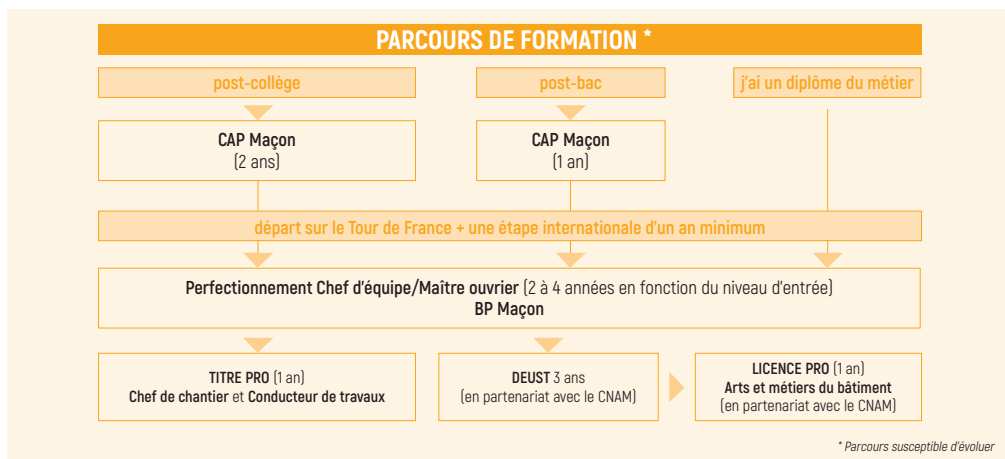 PARCOURS DE FORMATION *
post-collège
post-bac
j'ai un diplôme du métier
CAP Maçon
(2 ans)
CAP Maçon
(1 an)
départ sur le Tour de France + une étape internationale d'un an minimum
Perfectionnement Chef d'équipe/Maître ouvrier (2 à 4 années en fonction du niveau d'entrée)
BP Maçon
TITRE PRO (1 an)
Chef de chantier et Conducteur de travaux
DEUST 3 ans
(en partenariat avec le CNAM)
LICENCE PRO (1 an)
Arts et métiers du bâtiment
(en partenariat avec le CNAM)
* Parcours susceptible d'évoluer